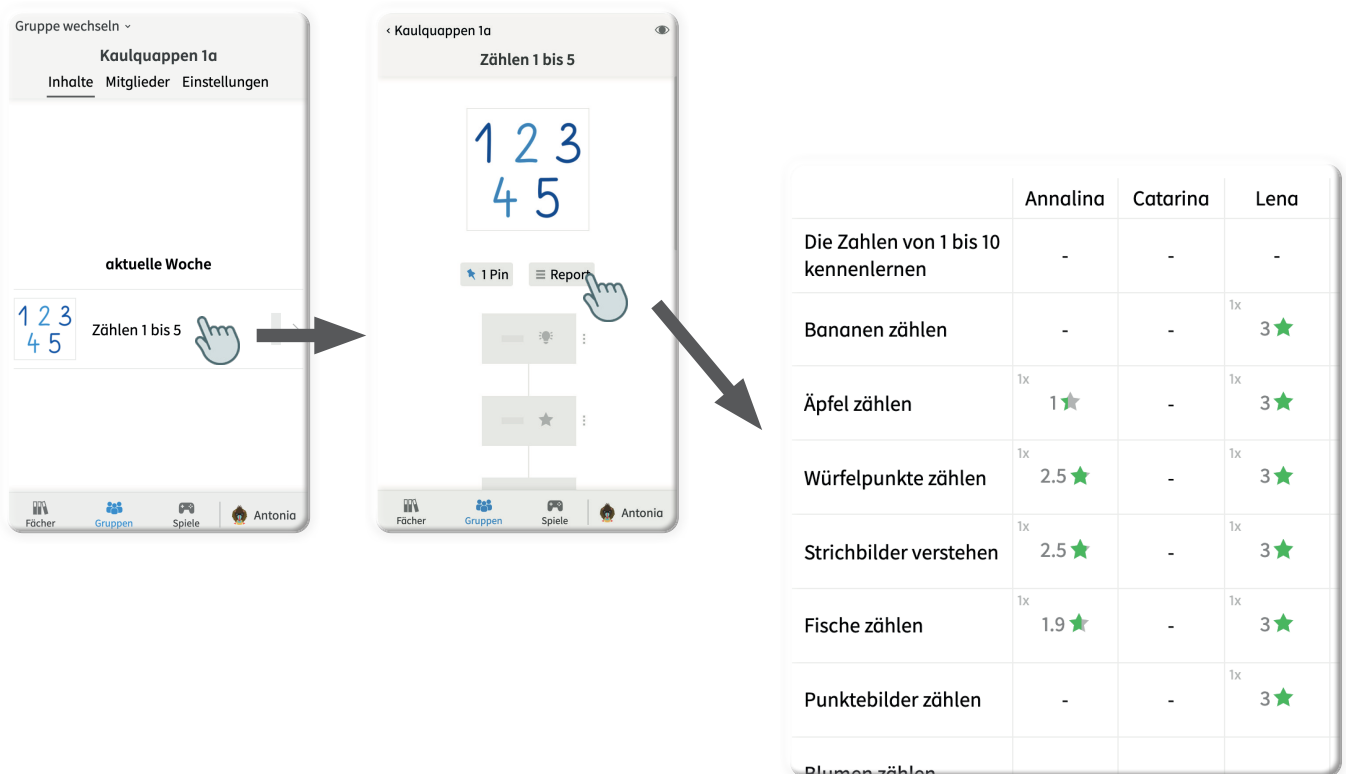 Gruppe wechseln
Kaulquappen 1a
Inhalte Mitglieder Einstellungen
aktuelle Woche
1 2 3
4 5
Zählen 1 bis 5
Fächer Gruppen Spiele Antonia
‹ Kaulquappen 1a
Zählen 1 bis 5
1 2 3
4 5
1 Pin Report
Fächer Gruppen Spiele Antonia
Annalina Catarina Lena
Die Zahlen von 1 bis 10
kennenlernen
- - -
1x
Bananen zählen - - 3
1x 1x
Äpfel zählen 1 - 3
1x 1x
Würfelpunkte zählen 2.5 - 3
1x 1x
Strichbilder verstehen 2.5 - 3
1x 1x
Fische zählen 1.9 - 3
1x
Punktebilder zählen - - 3
Blumen zählen